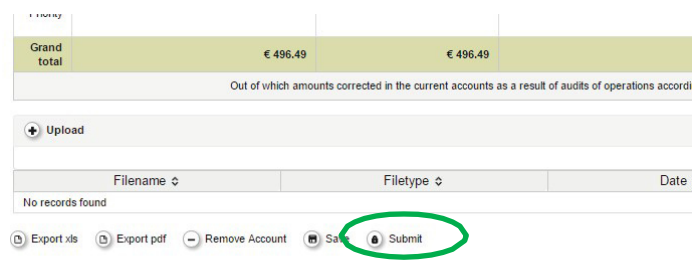 Priority
Grand total
€ 496.49
€ 496.49
Out of which amounts corrected in the current accounts as a result of audits of operations accordi
Upload
Filename
Filetype
Date
No records found
Export xls
Export pdf
Remove Account
Save
Submit